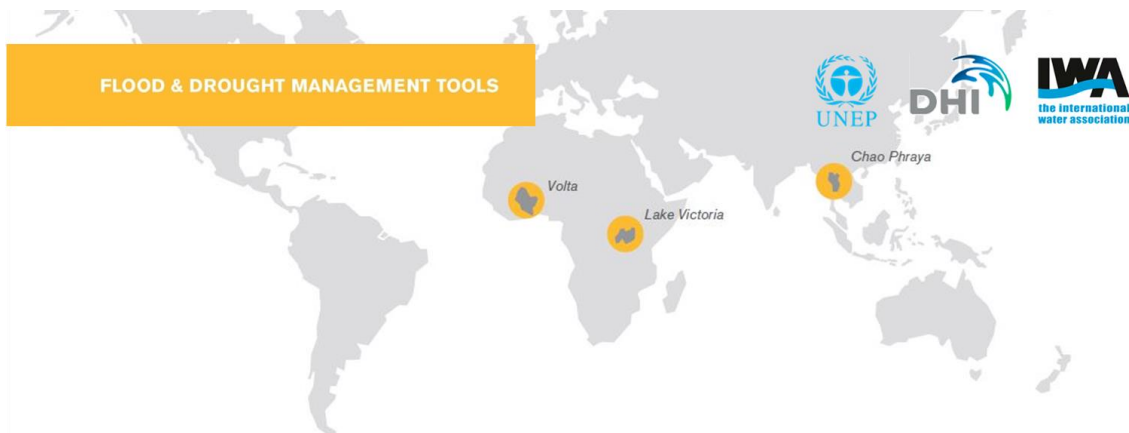 FLOOD & DROUGHT MANAGEMENT TOOLS
UNEP
DHI
IWA
the international
water association
Chao Phraya
Volta
Lake Victoria